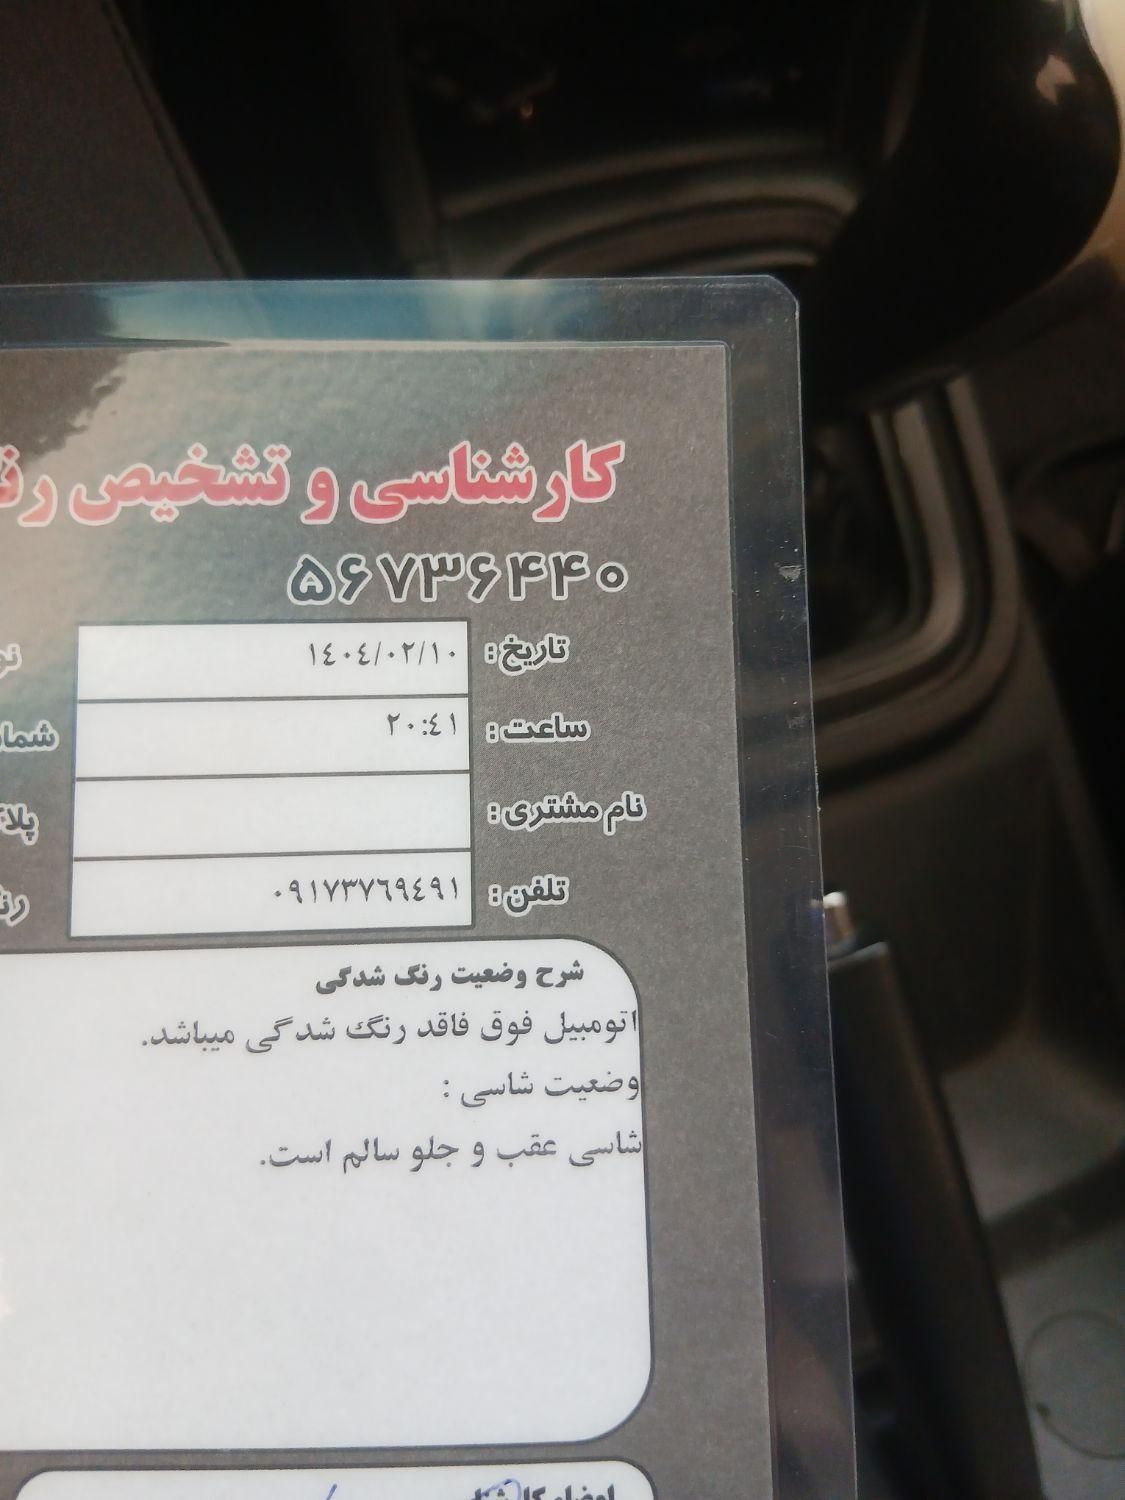 کارشناسی و تشخیص
۵۶۷۳۶۴۴۰
تاریخ : ۱٤۰٤/۰۲/۱۰
ساعت : ۲۰:٤۱
نام مشتری :
تلفن : ۰۹۱۷۳۷٦۹٤۹۱
شرح وضعیت رنگ شدگی
اتومبیل فوق فاقد رنگ شدگی میباشد.
وضعیت شاسی :
شاسی عقب و جلو سالم است.